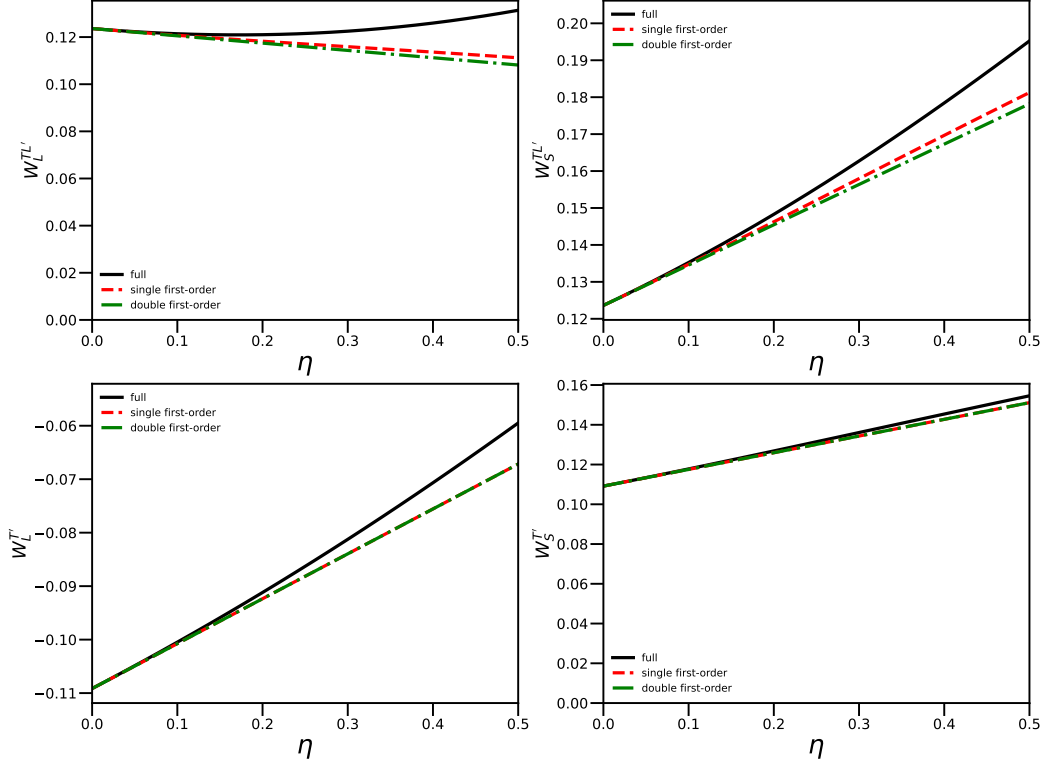 0.12
0.10
0.08
0.06
0.04
0.02
0.00
W_L^{TL'}
full
single first-order
double first-order
0.0 0.1 0.2 0.3 0.4 0.5
η
0.20
0.19
0.18
0.17
0.16
0.15
0.14
0.13
0.12
W_S^{TL'}
full
single first-order
double first-order
0.0 0.1 0.2 0.3 0.4 0.5
η
−0.06
−0.07
−0.08
−0.09
−0.10
−0.11
W_L^{T'}
full
single first-order
double first-order
0.0 0.1 0.2 0.3 0.4 0.5
η
0.16
0.14
0.12
0.10
0.08
0.06
0.04
0.02
0.00
W_S^{T'}
full
single first-order
double first-order
0.0 0.1 0.2 0.3 0.4 0.5
η